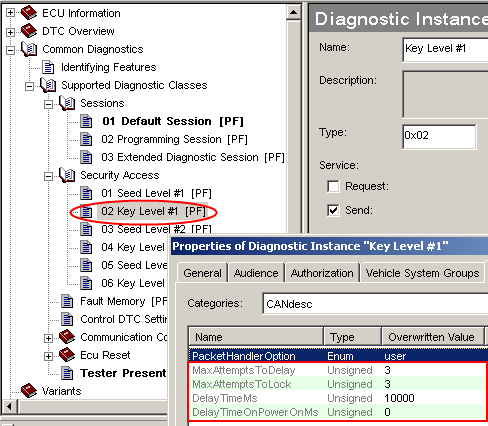 ECU Information
DTC Overview
Common Diagnostics
Identifying Features
Supported Diagnostic Classes
Sessions
01 Default Session [PF]
02 Programming Session [PF]
03 Extended Diagnostic Session [PF]
Security Access
01 Seed Level #1 [PF]
02 Key Level #1 [PF]
03 Seed Level #2 [PF]
04 Key Level
05 Seed Level
06 Key Level
Fault Memory [PF
Control DTC Settin
Communication Co
Ecu Reset
Tester Present
Variants
Diagnostic Instance
Name: Key Level #1
Description:
Type: 0x02
Service:
Request:
Send:
Properties of Diagnostic Instance "Key Level #1"
General Audience Authorization Vehicle System Groups
Categories: CANdesc
Name Type Overwritten Value
PacketHandlerOption Enum user
MaxAttemptsToDelay Unsigned 3
MaxAttemptsToLock Unsigned 3
DelayTimeMs Unsigned 10000
DelayTimeOnPowerOnMs Unsigned 0